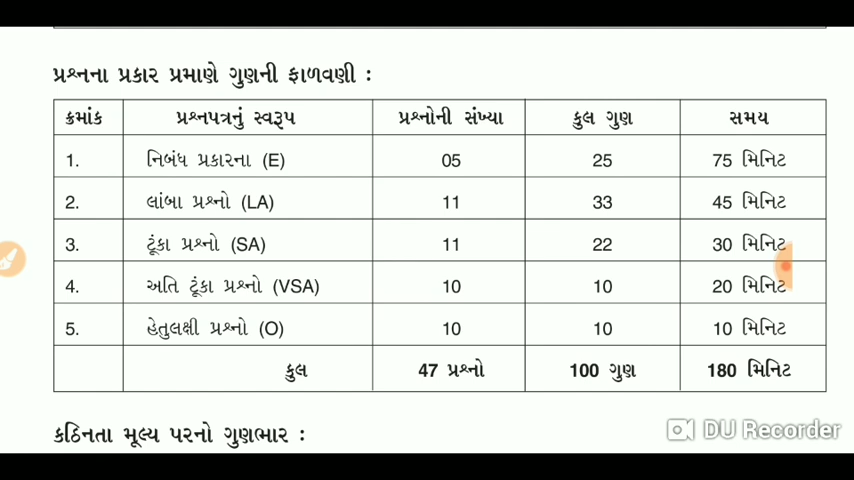 પ્રશ્નના પ્રકાર પ્રમાણે ગુણની ફાળવણી :
ક્રમાંક પ્રશ્નપત્રનું સ્વરૂપ પ્રશ્નોની સંખ્યા કુલ ગુણ સમય
1. નિબંધ પ્રકારના (E) 05 25 75 મિનિટ
2. લાંબા પ્રશ્નો (LA) 11 33 45 મિનિટ
3. ટૂંકા પ્રશ્નો (SA) 11 22 30 મિનિટ
4. અતિ ટૂંકા પ્રશ્નો (VSA) 10 10 20 મિનિટ
5. હેતુલક્ષી પ્રશ્નો (O) 10 10 10 મિનિટ
કુલ 47 પ્રશ્નો 100 ગુણ 180 મિનિટ
કઠિનતા મૂલ્ય પરનો ગુણભાર :
DU Recorder